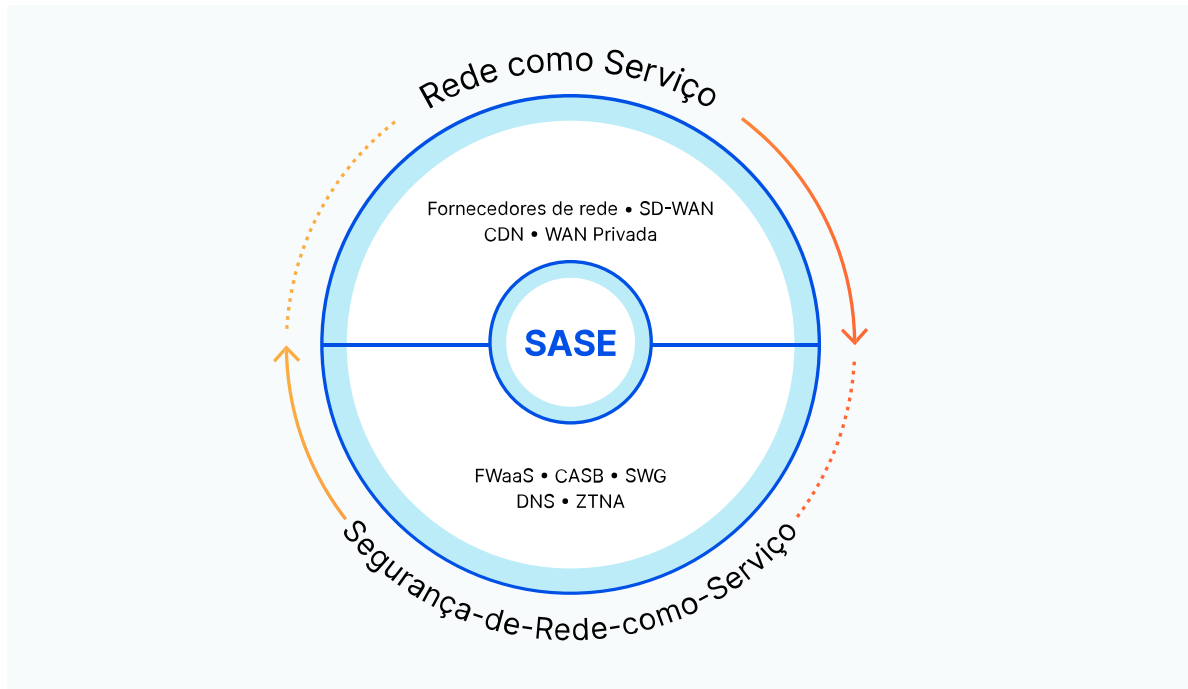 Rede como Serviço
Fornecedores de rede • SD-WAN
CDN • WAN Privada
SASE
FWaaS • CASB • SWG
DNS • ZTNA
Segurança-de-Rede-como-Serviço